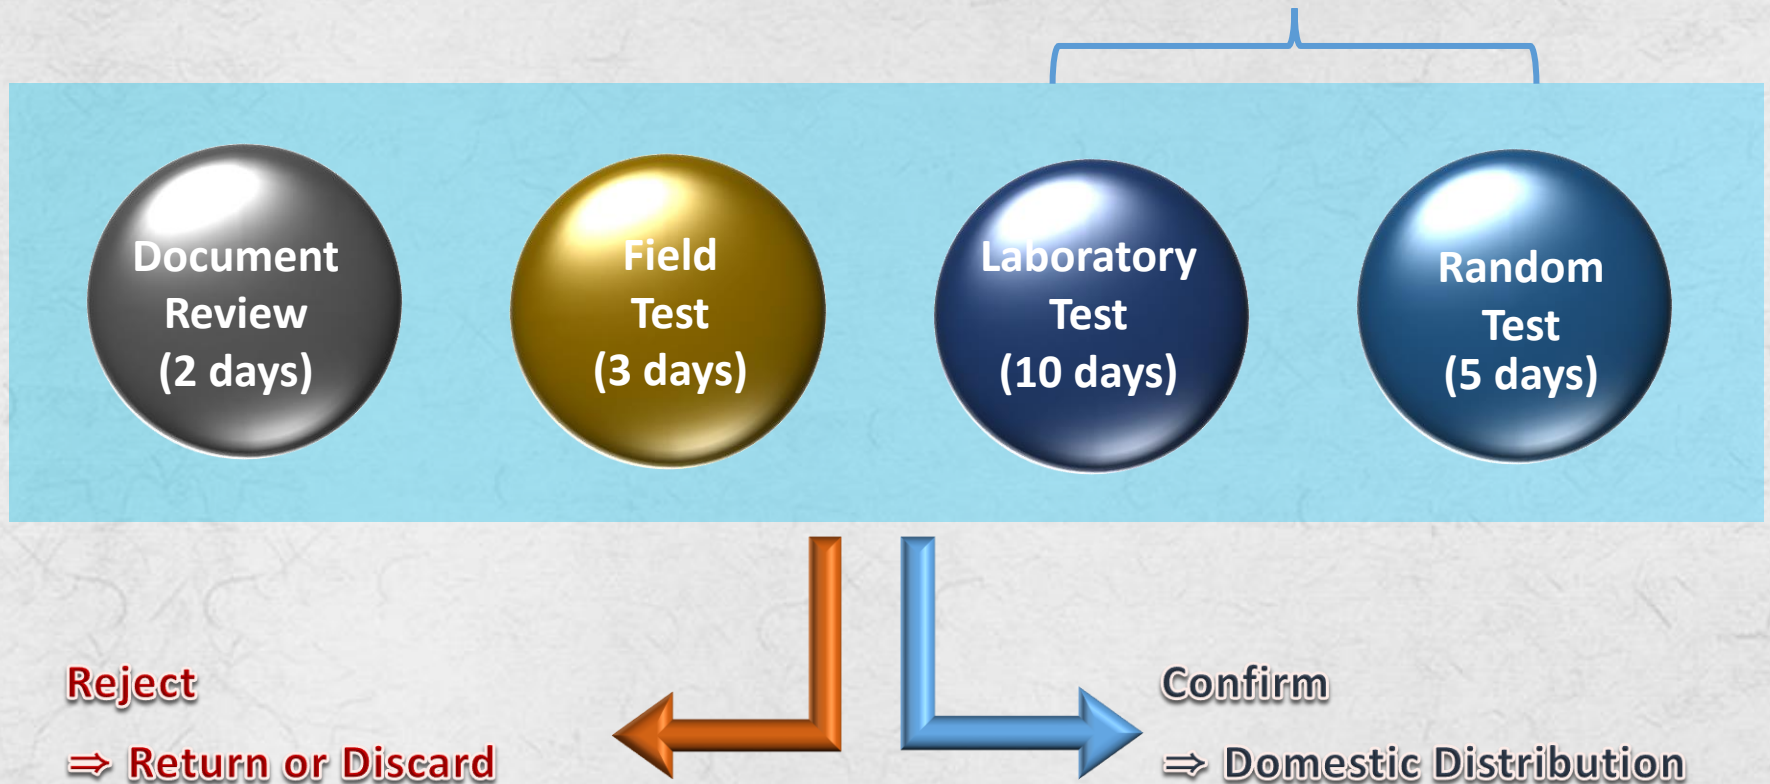 Document
Review
(2 days)
Field
Test
(3 days)
Laboratory
Test
(10 days)
Random
Test
(5 days)
Reject
⇒ Return or Discard
Confirm
⇒ Domestic Distribution